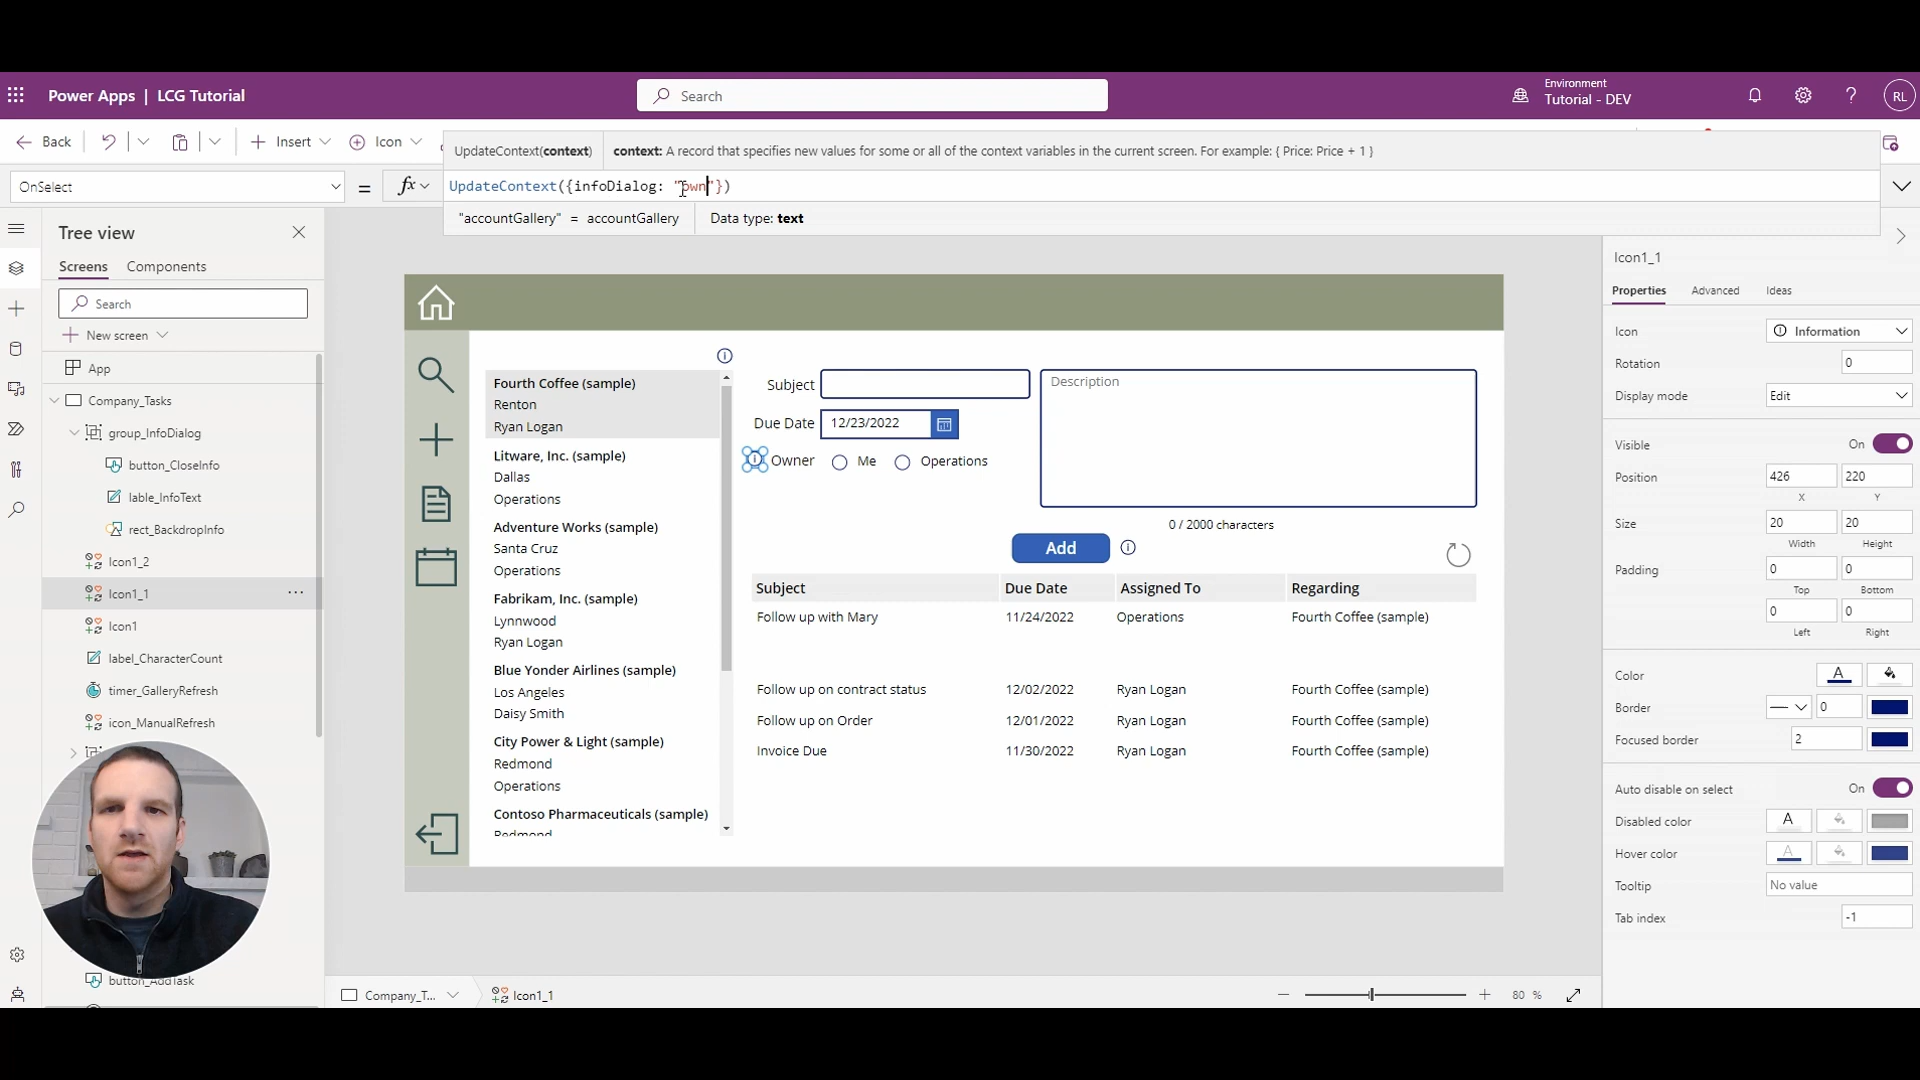 Power Apps | LCG Tutorial
Search
Environment
Tutorial - DEV
RL
Back
Insert
Icon
UpdateContext(context)
context: A record that specifies new values for some or all of the context variables in the current screen. For example: { Price: Price + 1 }
OnSelect
=
fx
UpdateContext({infoDialog: "own"})
"accountGallery" = accountGallery
Data type: text
Tree view
Screens
Components
Search
New screen
App
Company_Tasks
group_InfoDialog
button_CloseInfo
lable_InfoText
rect_BackdropInfo
Icon1_2
Icon1_1
Icon1
label_CharacterCount
timer_GalleryRefresh
icon_ManualRefresh
button_AddTask
Fourth Coffee (sample)
Renton
Ryan Logan
Litware, Inc. (sample)
Dallas
Operations
Adventure Works (sample)
Santa Cruz
Operations
Fabrikam, Inc. (sample)
Lynnwood
Ryan Logan
Blue Yonder Airlines (sample)
Los Angeles
Daisy Smith
City Power & Light (sample)
Redmond
Operations
Contoso Pharmaceuticals (sample)
Redmond
Subject
Due Date
12/23/2022
Owner
Me
Operations
Description
0 / 2000 characters
Add
Subject Due Date Assigned To Regarding
Follow up with Mary 11/24/2022 Operations Fourth Coffee (sample)
Follow up on contract status 12/02/2022 Ryan Logan Fourth Coffee (sample)
Follow up on Order 12/01/2022 Ryan Logan Fourth Coffee (sample)
Invoice Due 11/30/2022 Ryan Logan Fourth Coffee (sample)
Company_T...
Icon1_1
80 %
Icon1_1
Properties
Advanced
Ideas
Icon
Information
Rotation
0
Display mode
Edit
Visible
On
Position
426
220
X
Y
Size
20
20
Width
Height
Padding
0
0
Top
Bottom
0
0
Left
Right
Color
A
Border
0
Focused border
2
Auto disable on select
On
Disabled color
A
Hover color
A
Tooltip
No value
Tab index
-1